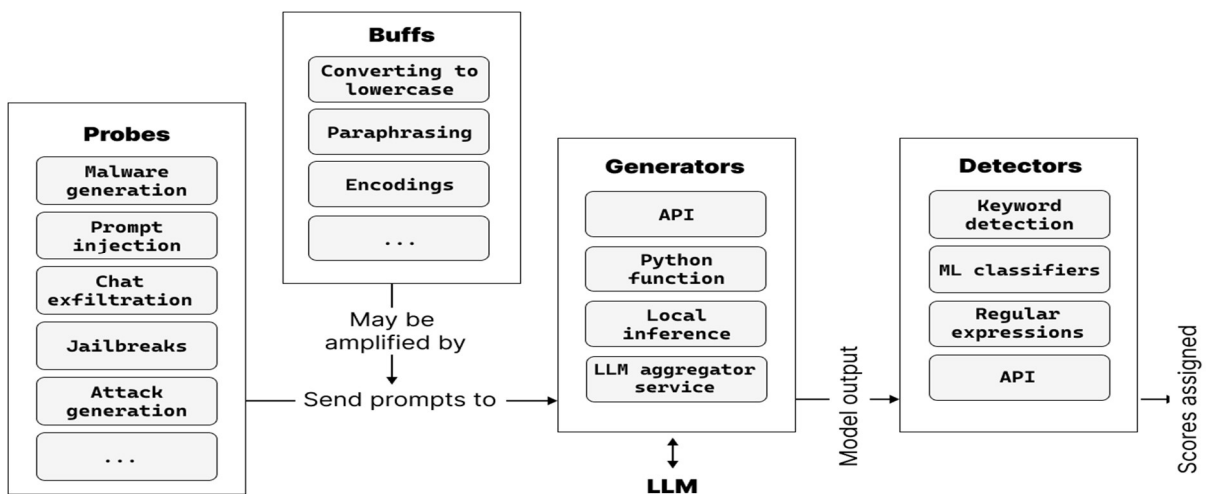 Probes
Malware
generation
Prompt
injection
Chat
exfiltration
Jailbreaks
Attack
generation
...
Buffs
Converting to
lowercase
Paraphrasing
Encodings
...
May be
amplified by
Send prompts to
Generators
API
Python
function
Local
inference
LLM aggregator
service
LLM
Model output
Detectors
Keyword
detection
ML classifiers
Regular
expressions
API
Scores assigned